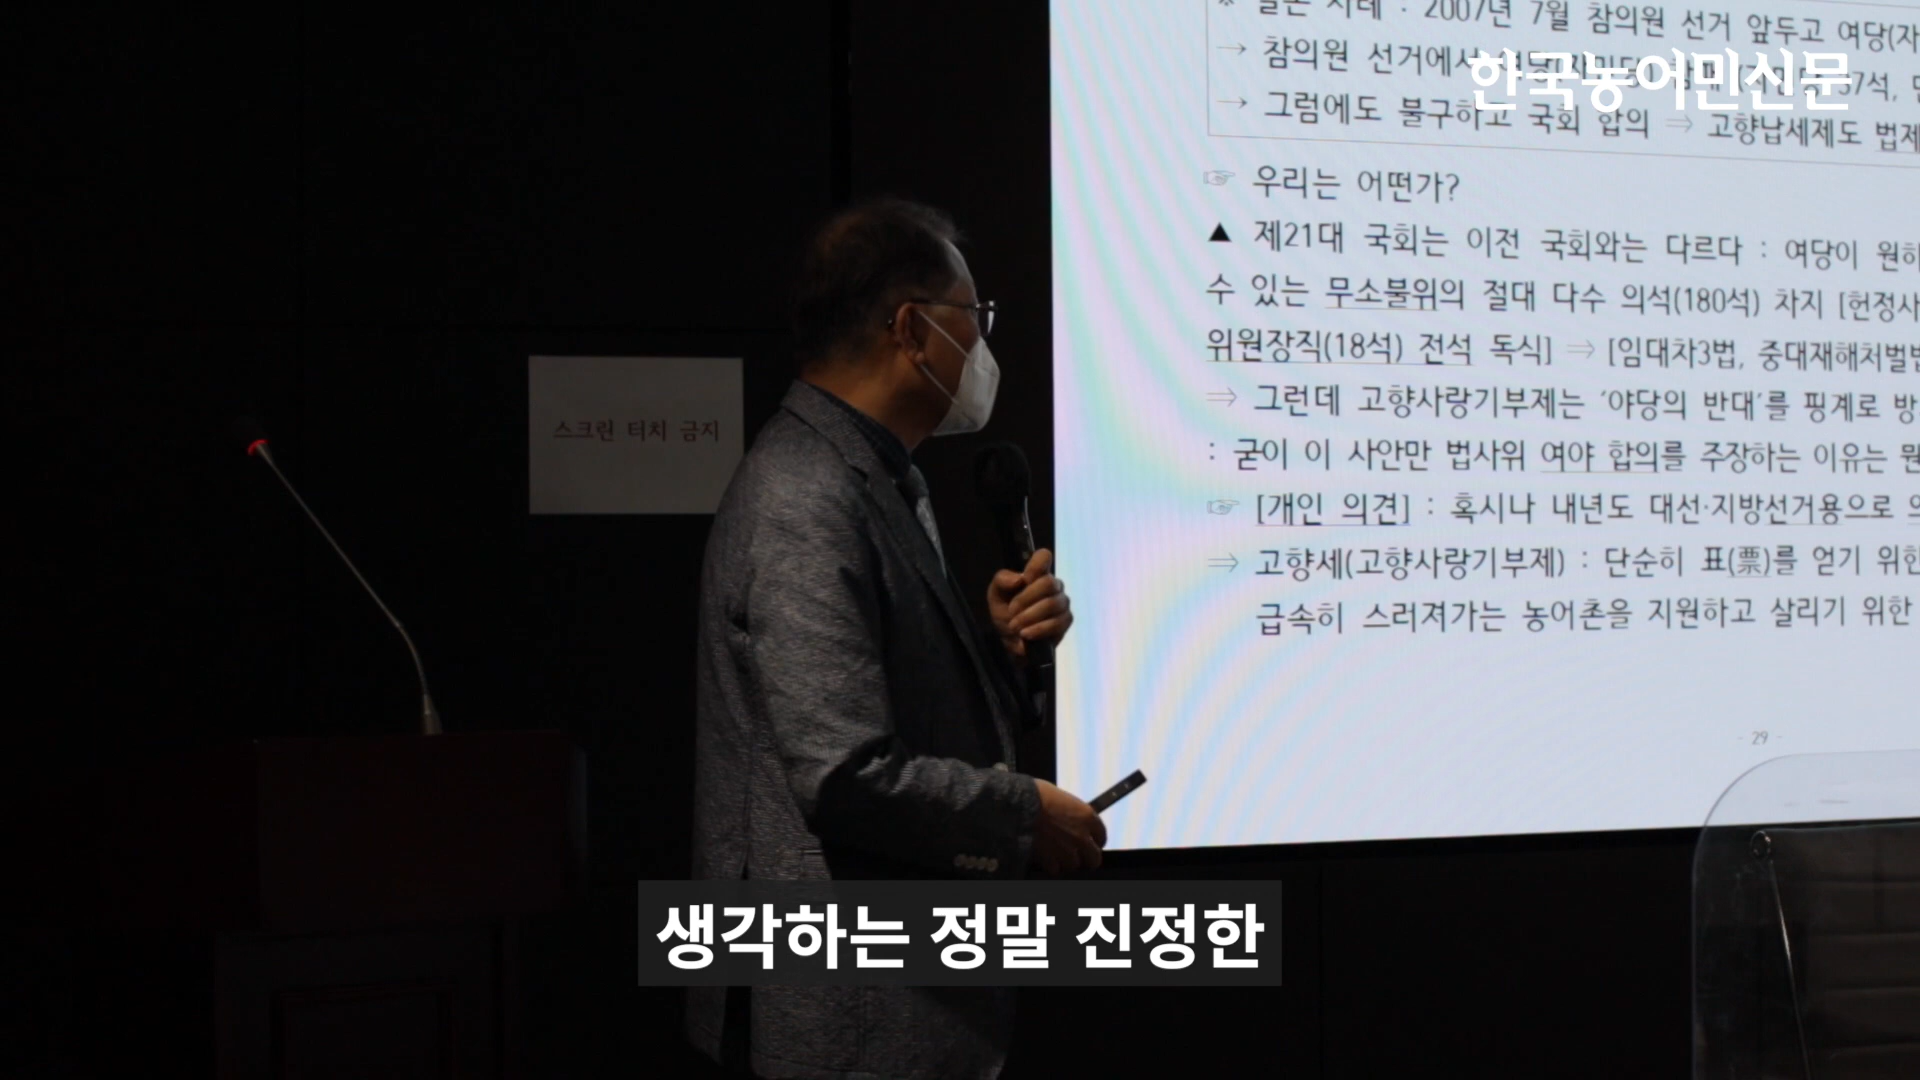 ※ 일본 사례 : 2007년 7월 참의원 선거 앞두고 여당(자
→ 참의원 선거에서
한국농어민신문
→ 그럼에도 불구하고 국회 합의 ⇒ 고향납세제도 법제
☞ 우리는 어떤가?
▲ 제21대 국회는 이전 국회와는 다르다 : 여당이 원하
수 있는 무소불위의 절대 다수 의석(180석) 차지 [헌정사
위원장직(18석) 전석 독식] ⇒ [임대차3법, 중대재해처벌법
⇒ 그런데 고향사랑기부제는 '야당의 반대'를 핑계로 방
: 굳이 이 사안만 법사위 여야 합의를 주장하는 이유는 뭔
☞ [개인 의견] : 혹시나 내년도 대선·지방선거용으로
⇒ 고향세(고향사랑기부제) : 단순히 표(票)를 얻기 위한
급속히 스러져가는 농어촌을 지원하고 살리기 위한
- 29 -
스크린 터치 금지
생각하는 정말 진정한